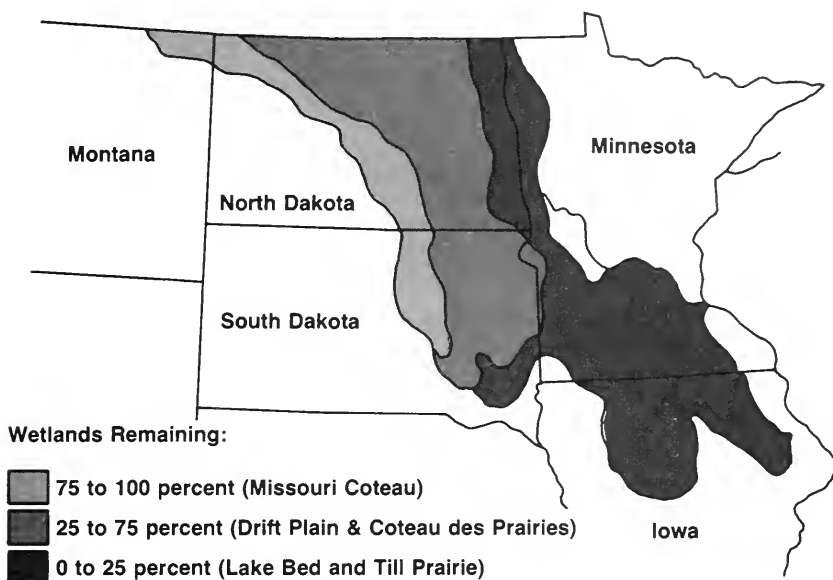 Montana
Minnesota
North Dakota
South Dakota
Wetlands Remaining:
75 to 100 percent (Missouri Coteau)
25 to 75 percent (Drift Plain & Coteau des Prairies)
Iowa
0 to 25 percent (Lake Bed and Till Prairie)